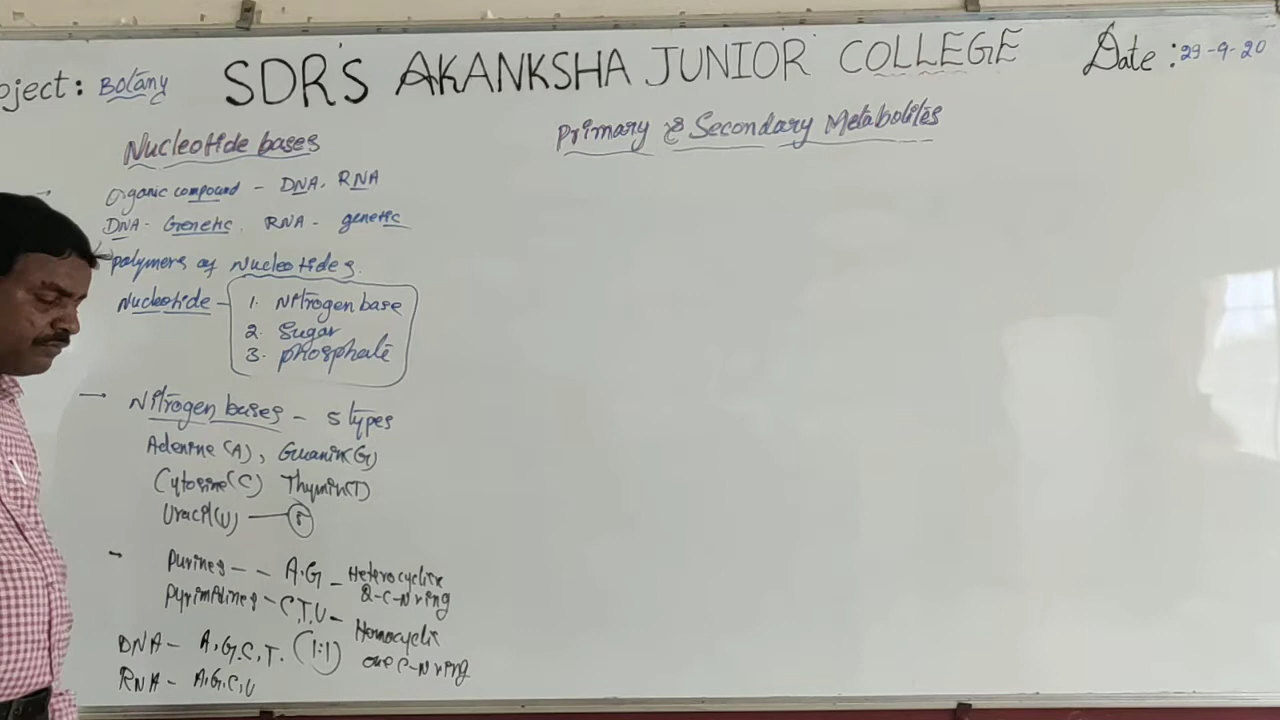 oject: Botany SDR'S AKANKSHA JUNIOR COLLEGE Date: 29-9-20
Nucleotide bases
Organic compound - DNA, RNA
DNA - Genetic. RNA - genetic
polymers of Nucleotides.
Nucleotide - 1. Nitrogen base
2. Sugar
3. phosphate
→ Nitrogen bases - 5 types
Adenine (A), Guanin(G)
Cytosine(C) Thymin(T)
Uracil(U) — 5
Purines - - A.G - Heterocyclic
2-C-N ring
Pyrimidines - C.T.U - Homocyclic
one C-N ring
DNA - A.G.C.T. (1:1)
RNA - A.G.C,U
Primary & Secondary Metabolites